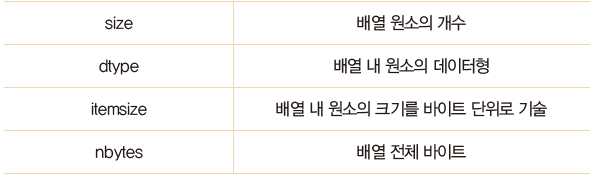 size 배열 원소의 개수
dtype 배열 내 원소의 데이터형
itemsize 배열 내 원소의 크기를 바이트 단위로 기술
nbytes 배열 전체 바이트